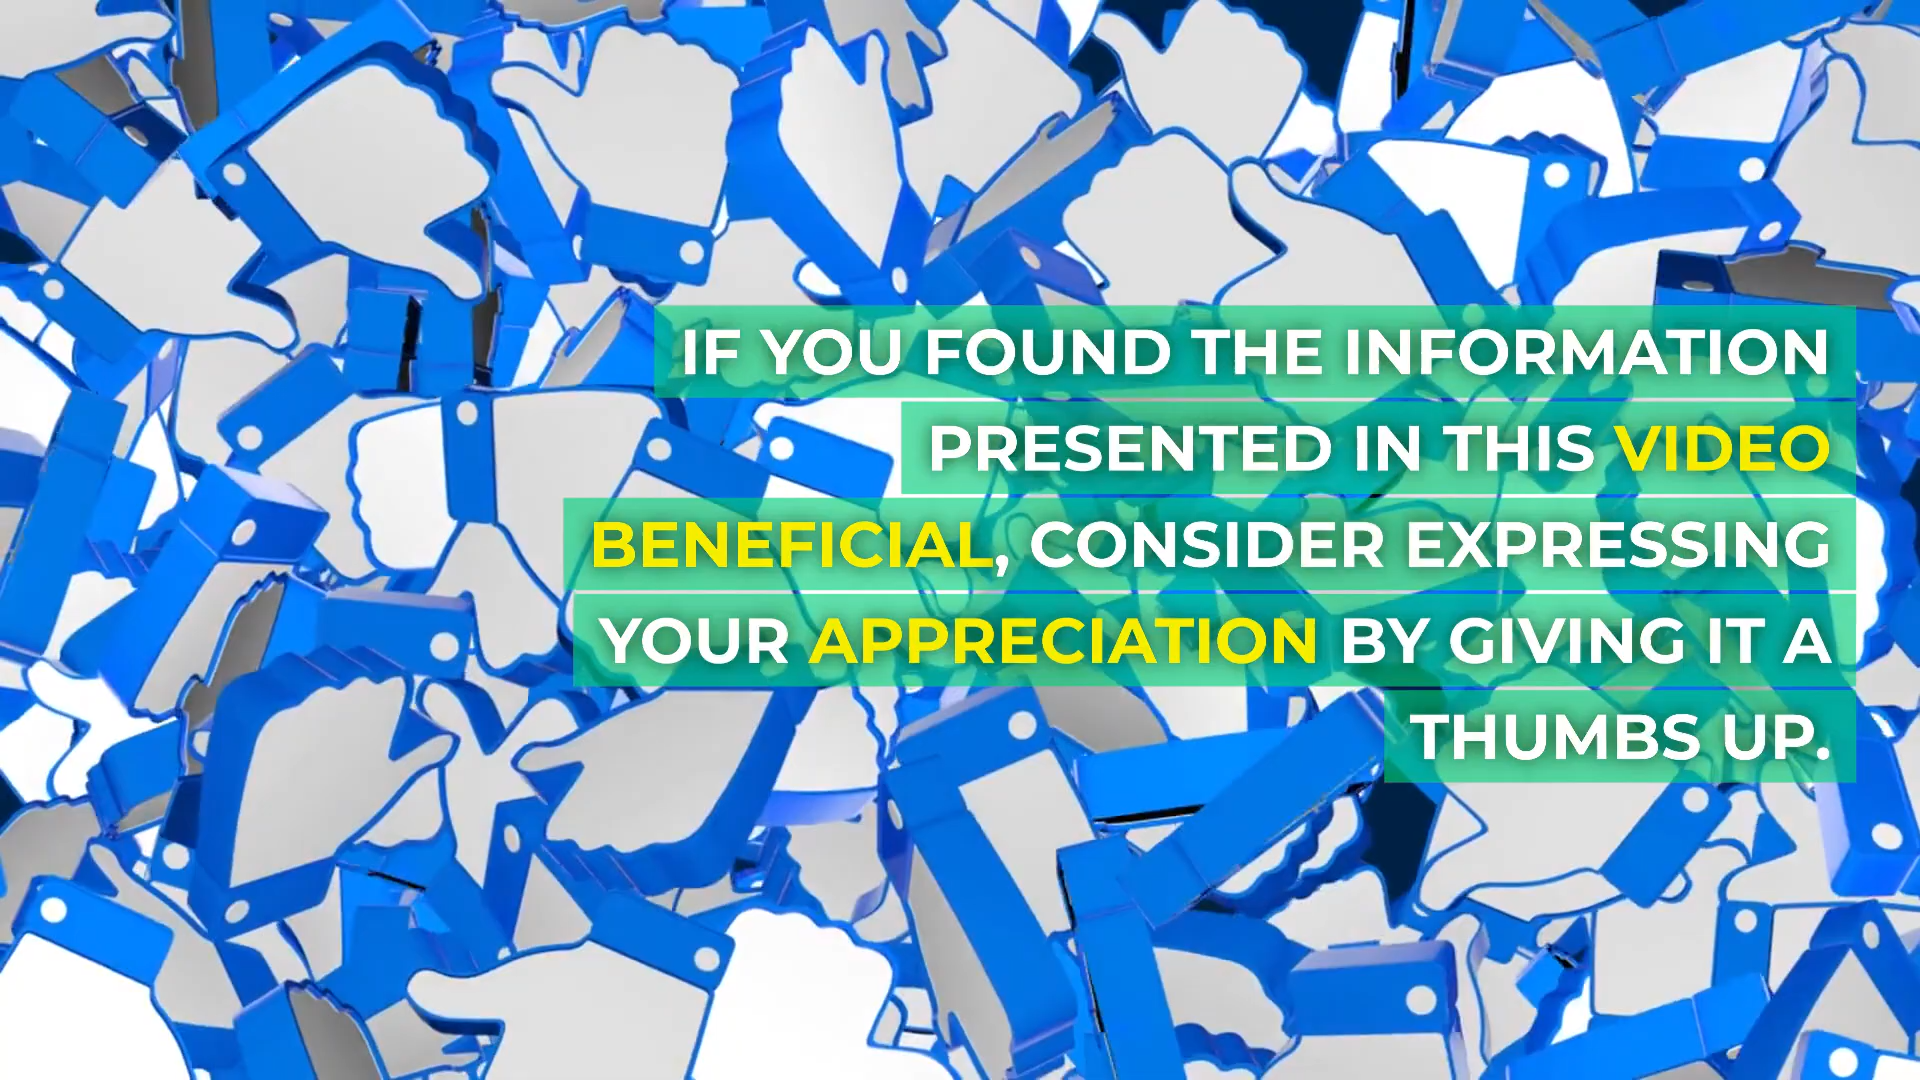 IF YOU FOUND THE INFORMATION
PRESENTED IN THIS VIDEO
BENEFICIAL, CONSIDER EXPRESSING
YOUR APPRECIATION BY GIVING IT A
THUMBS UP.